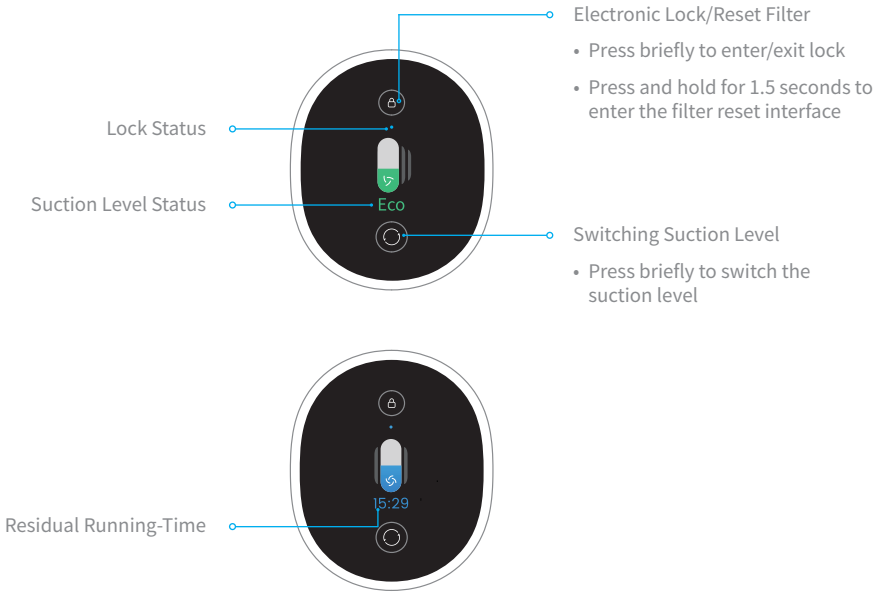 Electronic Lock/Reset Filter
• Press briefly to enter/exit lock
• Press and hold for 1.5 seconds to
enter the filter reset interface
Lock Status
Suction Level Status
Eco
Switching Suction Level
• Press briefly to switch the
suction level
15:29
Residual Running-Time